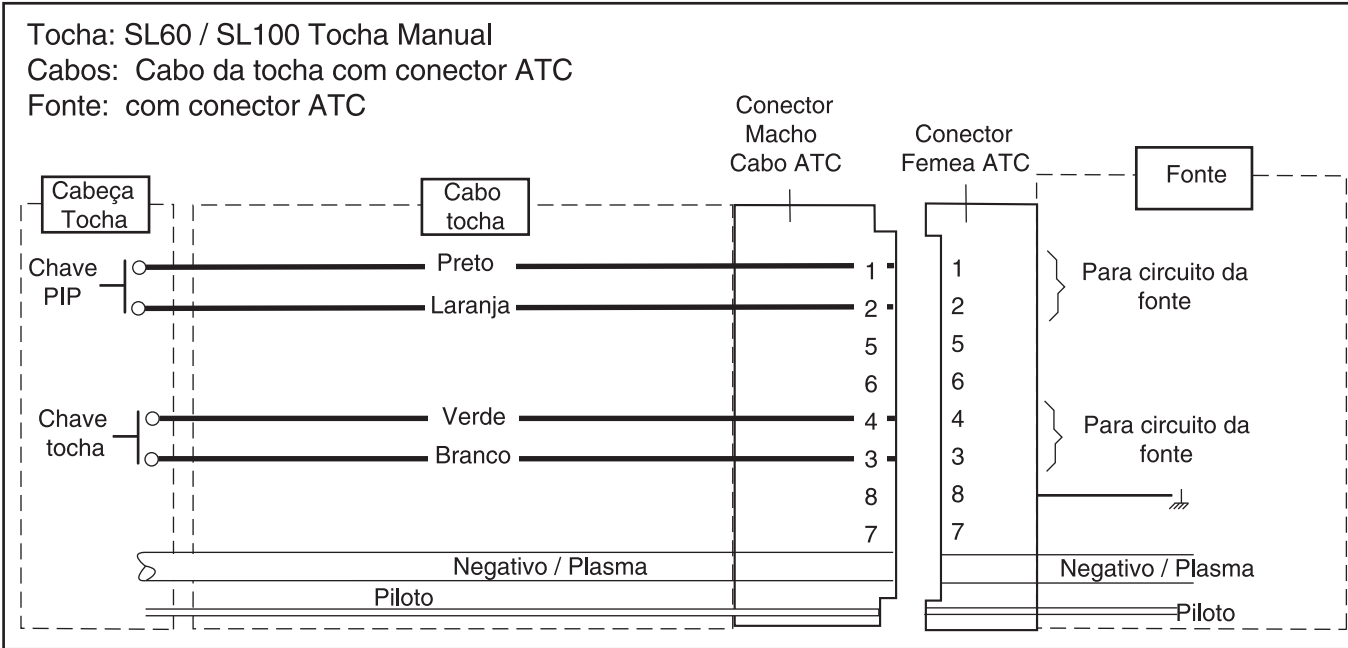 Tocha: SL60 / SL100 Tocha Manual
Cabos: Cabo da tocha com conector ATC
Fonte: com conector ATC
Conector
Macho
Cabo ATC
Conector
Femea ATC
Fonte
Cabeça
Tocha
Cabo
tocha
Chave
PIP
Preto
Laranja
1
2
5
6
4
3
8
7
1
2
5
6
4
3
8
7
Para circuito da
fonte
Chave
tocha
Verde
Branco
Para circuito da
fonte
Negativo / Plasma
Negativo / Plasma
Piloto
Piloto